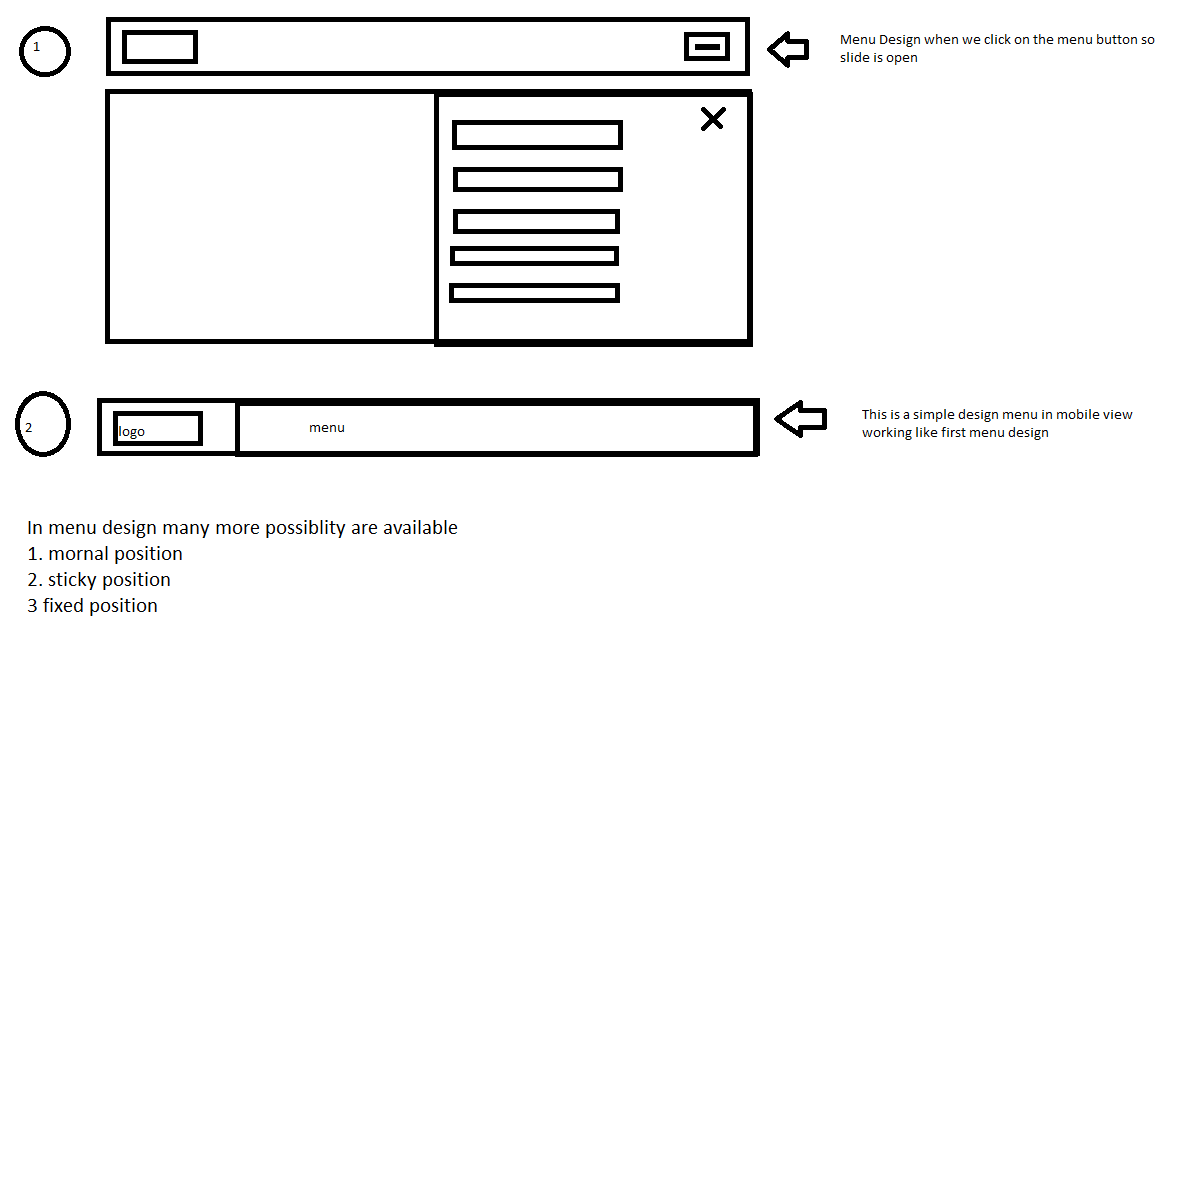 1
Menu Design when we click on the menu button so
slide is open
2
logo
menu
This is a simple design menu in mobile view
working like first menu design
In menu design many more possiblity are available
1. mornal position
2. sticky position
3 fixed position